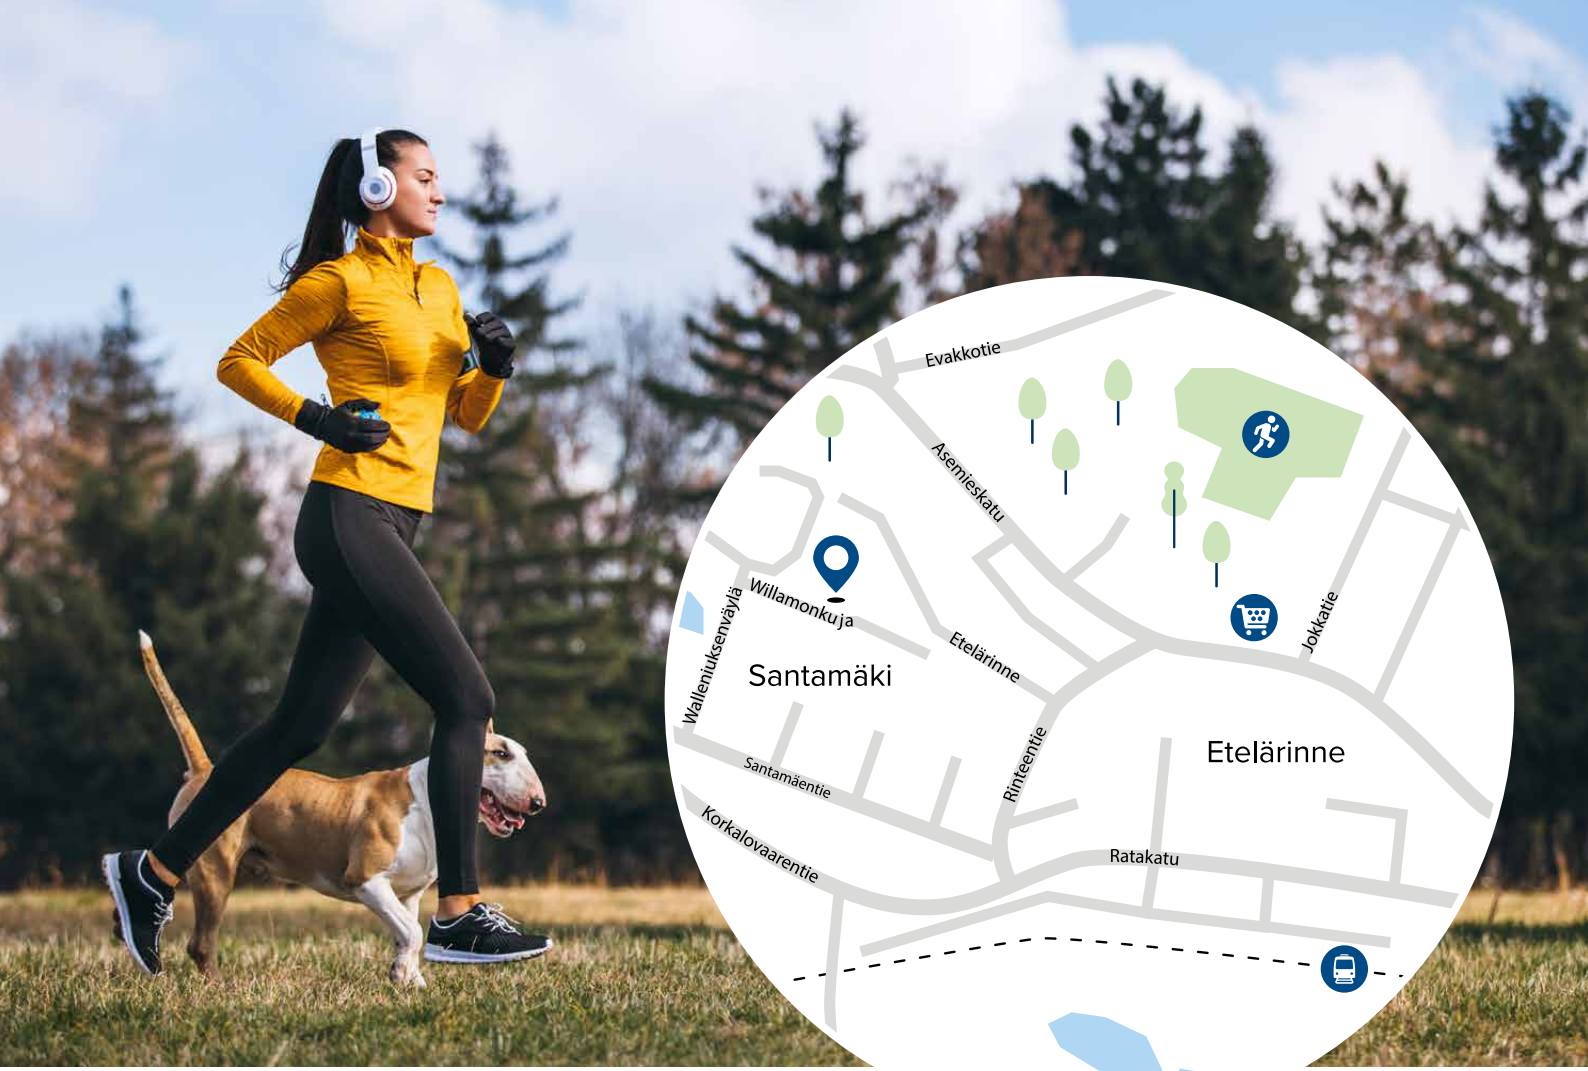 Evakkotie
Asemieskatu
Willamonkuja
Walleniuksenväylä
Etelärinne
Jokkatie
Santamäki
Rinteentie
Etelärinne
Santamäentie
Korkalovaarentie
Ratakatu